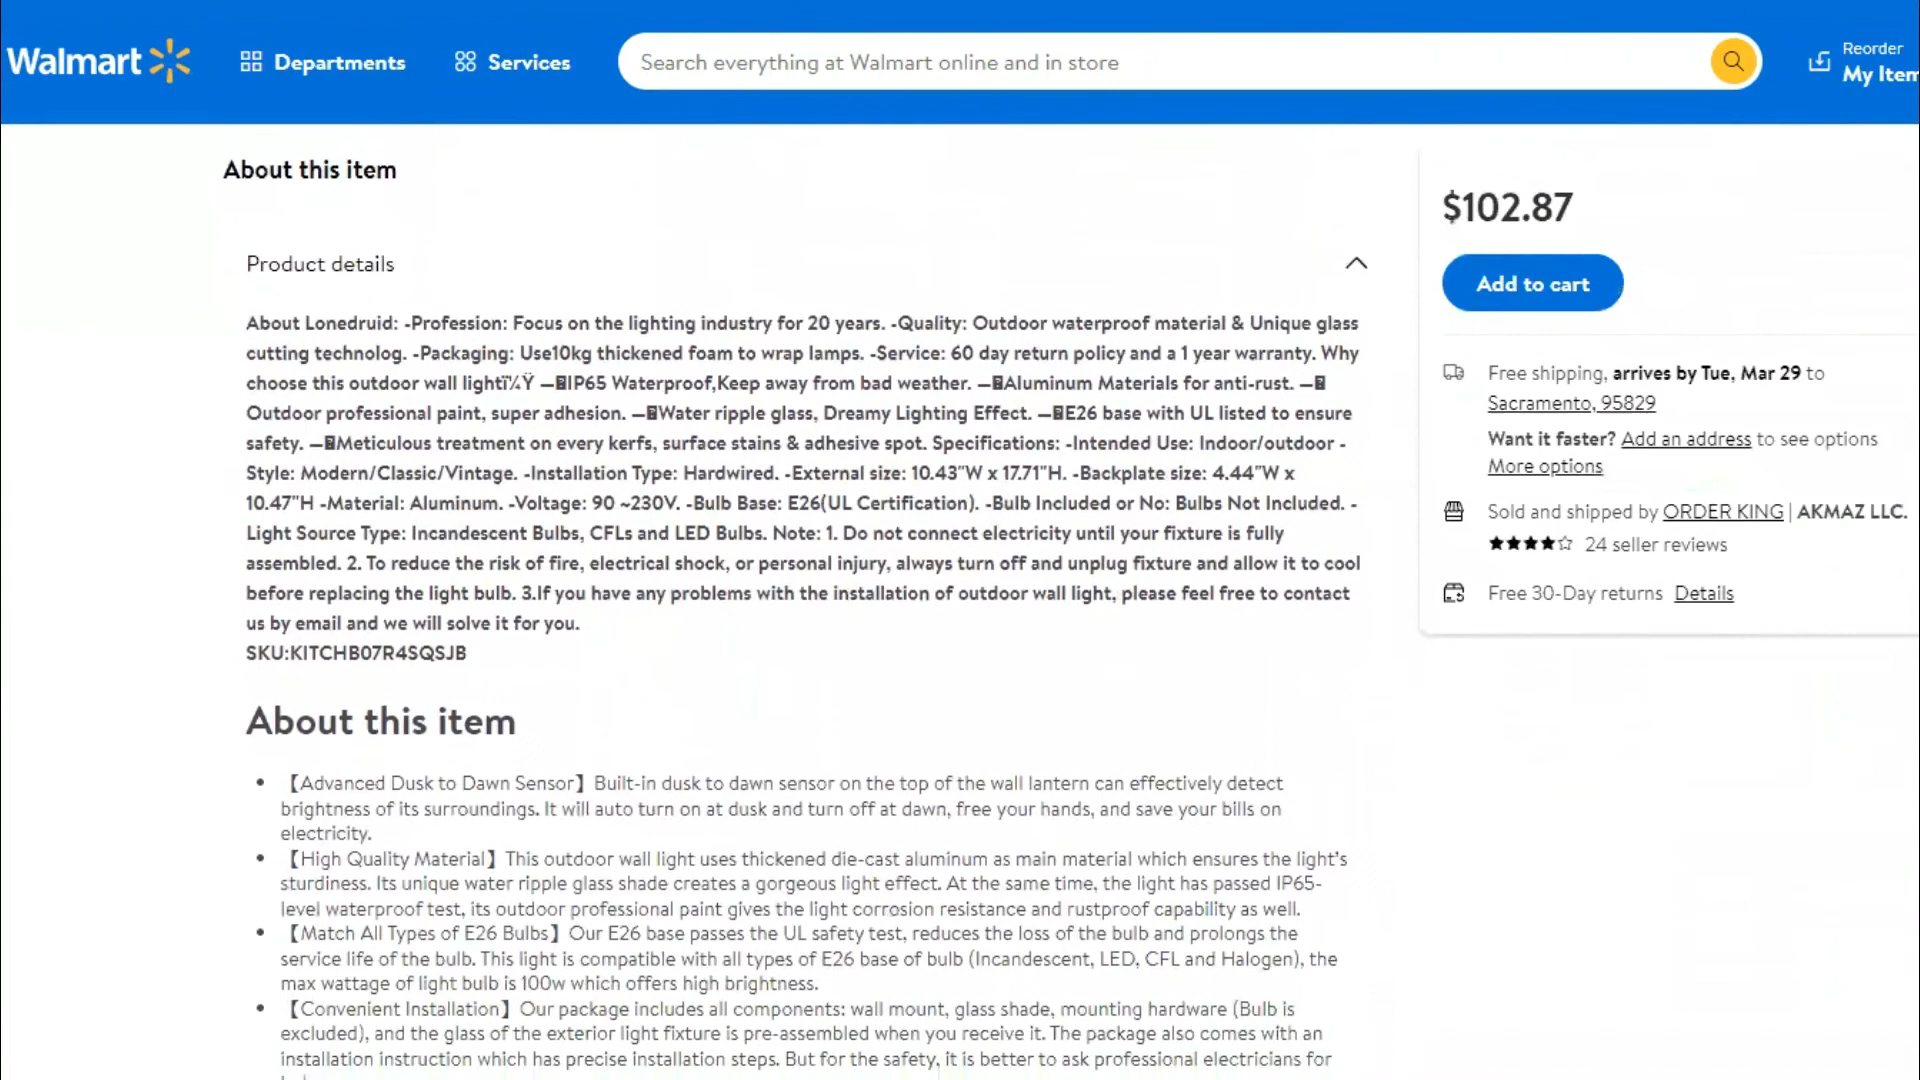 Walmart
Departments
Services
Search everything at Walmart online and in store
Reorder
My Item
About this item
$102.87
Add to cart
Product details
About Lonedruid: -Profession: Focus on the lighting industry for 20 years. -Quality: Outdoor waterproof material & Unique glass
cutting technolog. -Packaging: Use10kg thickened foam to wrap lamps. -Service: 60 day return policy and a 1 year warranty. Why
choose this outdoor wall lightï¼Ÿ —IP65 Waterproof,Keep away from bad weather. —Aluminum Materials for anti-rust. —
Outdoor professional paint, super adhesion. —Water ripple glass, Dreamy Lighting Effect. —E26 base with UL listed to ensure
safety. —Meticulous treatment on every kerfs, surface stains & adhesive spot. Specifications: -Intended Use: Indoor/outdoor -
Style: Modern/Classic/Vintage. -Installation Type: Hardwired. -External size: 10.43"W x 17.71"H. -Backplate size: 4.44"W x
10.47"H -Material: Aluminum. -Voltage: 90 ~230V. -Bulb Base: E26(UL Certification). -Bulb Included or No: Bulbs Not Included. -
Light Source Type: Incandescent Bulbs, CFLs and LED Bulbs. Note: 1. Do not connect electricity until your fixture is fully
assembled. 2. To reduce the risk of fire, electrical shock, or personal injury, always turn off and unplug fixture and allow it to cool
before replacing the light bulb. 3.If you have any problems with the installation of outdoor wall light, please feel free to contact
us by email and we will solve it for you.
SKU:KITCHB07R4SQSJB
Free shipping, arrives by Tue, Mar 29 to
Sacramento, 95829
Want it faster? Add an address to see options
More options
Sold and shipped by ORDER KING | AKMAZ LLC.
24 seller reviews
Free 30-Day returns Details
About this item
• 【Advanced Dusk to Dawn Sensor】Built-in dusk to dawn sensor on the top of the wall lantern can effectively detect
brightness of its surroundings. It will auto turn on at dusk and turn off at dawn, free your hands, and save your bills on
electricity.
• 【High Quality Material】This outdoor wall light uses thickened die-cast aluminum as main material which ensures the light's
sturdiness. Its unique water ripple glass shade creates a gorgeous light effect. At the same time, the light has passed IP65-
level waterproof test, its outdoor professional paint gives the light corrosion resistance and rustproof capability as well.
• 【Match All Types of E26 Bulbs】Our E26 base passes the UL safety test, reduces the loss of the bulb and prolongs the
service life of the bulb. This light is compatible with all types of E26 base of bulb (Incandescent, LED, CFL and Halogen), the
max wattage of light bulb is 100w which offers high brightness.
• 【Convenient Installation】Our package includes all components: wall mount, glass shade, mounting hardware (Bulb is
excluded), and the glass of the exterior light fixture is pre-assembled when you receive it. The package also comes with an
installation instruction which has precise installation steps. But for the safety, it is better to ask professional electricians for